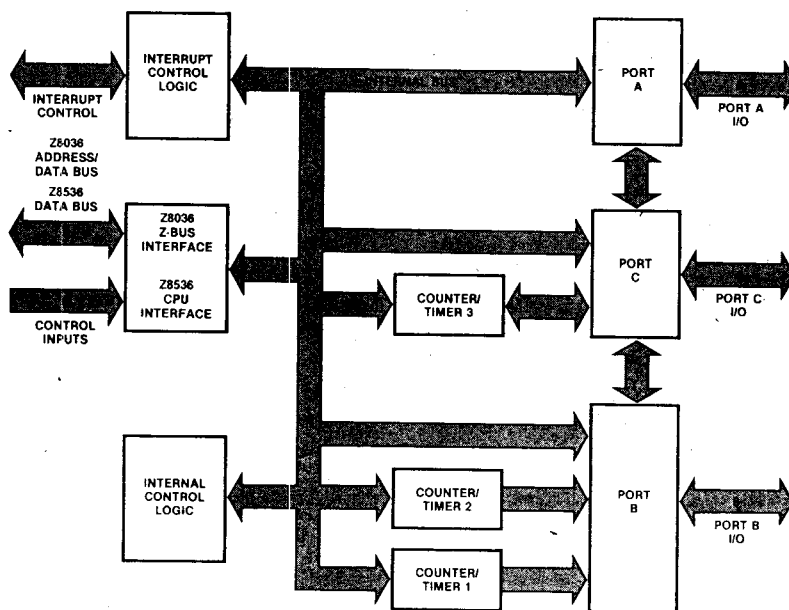 INTERRUPT
CONTROL
LOGIC
INTERNAL BUS
PORT
A
INTERRUPT
CONTROL
PORT A
I/O
Z8036
ADDRESS/
DATA BUS
Z8536
DATA BUS
Z8036
Z-BUS
INTERFACE
Z8536
CPU
INTERFACE
CONTROL
INPUTS
PORT
C
PORT C
I/O
COUNTER/
TIMER 3
INTERNAL
CONTROL
LOGIC
COUNTER/
TIMER 2
PORT
B
PORT B
I/O
COUNTER/
TIMER 1